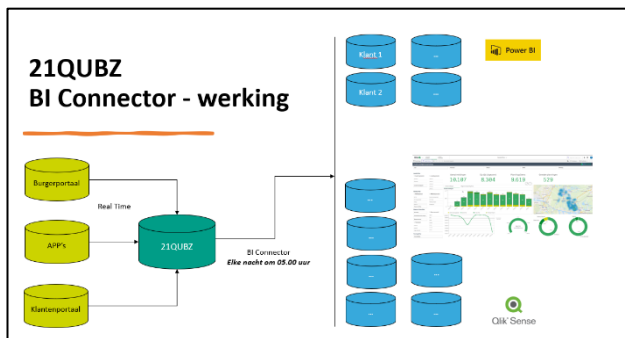 21QUBZ
BI Connector - werking
Klant 1
...
Power BI
Klant 2
...
Burgerportaal
Real Time
APP's
21QUBZ
BI Connector
Elke nacht om 05.00 uur
Klantenportaal
...
...
...
...
...
...
Qlik Sense